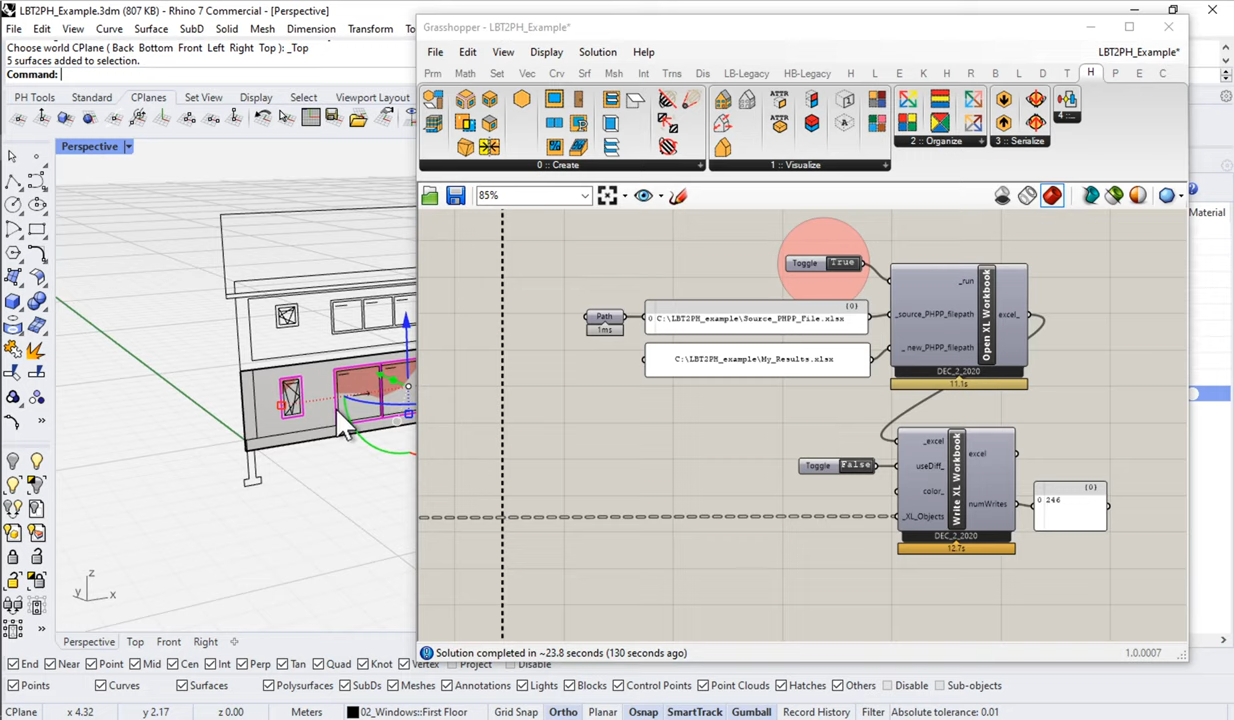 LBT2PH_Example.3dm (807 KB) - Rhino 7 Commercial - [Perspective]
File Edit View Curve Surface SubD Solid Mesh Dimension
Choose world CPlane ( Back Bottom Front Left Right Top ): _Top
5 surfaces added to selection.
Command:
PH Tools Standard CPlanes Set View Display Select Viewport Layout
Perspective
Grasshopper - LBT2PH_Example*
File Edit View Display Solution Help LBT2PH_Example*
Prm Math Set Vec Crv Srf Msh Int Trns Dis LB-Legacy HB-Legacy H L E W H R B L D T H P E C
ATTR
ATTR
0 :: Create 1 :: Visualize 2 :: Organize 3 :: Serialize 4 ::
85%
Toggle True
Path
1ms
{0}
0 C:\LBT2PH_example\Source_PHPP_File.xlsx
C:\LBT2PH_example\My_Results.xlsx
_run
_source_PHPP_filepath
_new_PHPP_filepath
Open XL Workbook
excel_
DEC_2_2020
11.1s
Toggle False
_excel
useDiff_
color_
_XL_Objects
Write XL Workbook
excel
numWrites
DEC_2_2020
12.7s
{0}
0 246
z
y
x
Material
Solution completed in ~23.8 seconds (130 seconds ago) 1.0.0007
Perspective Top Front Right
End Near Point Mid Cen Int Perp Tan Quad Knot Vertex Project Disable
Points Curves Surfaces Polysurfaces SubDs Meshes Annotations Lights Blocks Control Points Point Clouds Hatches Others Disable Sub-objects
CPlane x 4.32 y 2.17 z 0.00 Meters 02_Windows::First Floor Grid Snap Ortho Planar Osnap SmartTrack Gumball Record History Filter Absolute tolerance: 0.01